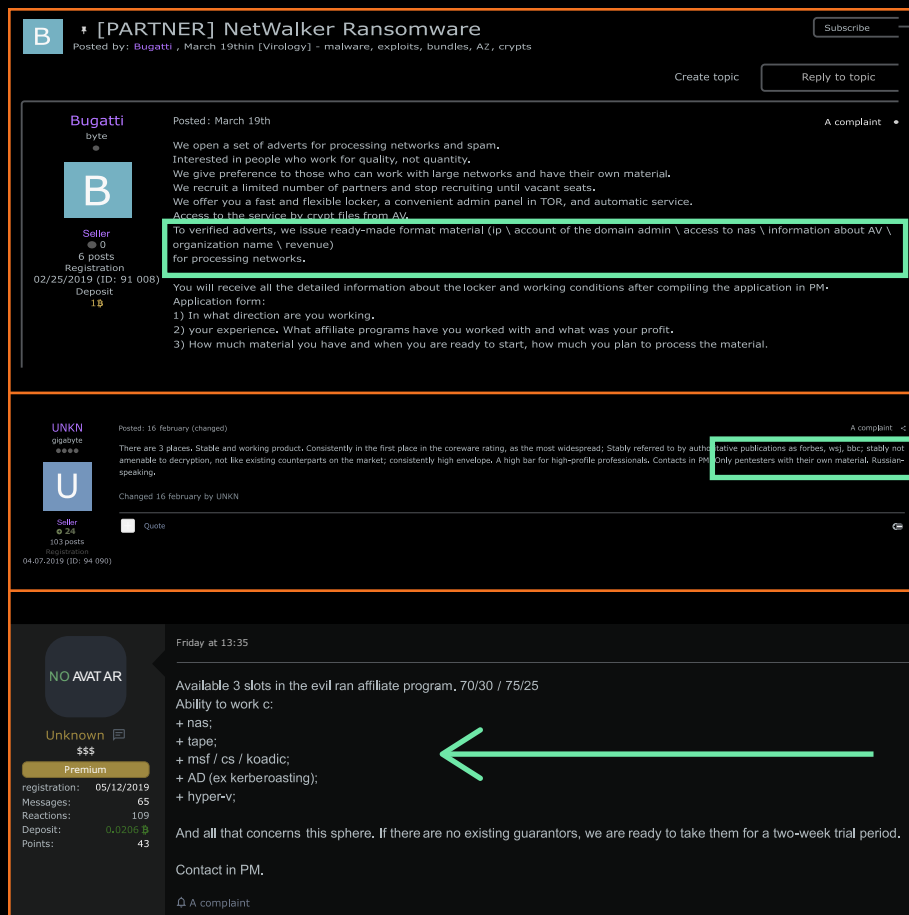 B
[PARTNER] NetWalker Ransomware
Subscribe
Posted by: Bugatti , March 19thin [Virology] - malware, exploits, bundles, AZ, crypts
Create topic
Reply to topic
Bugatti
byte
B
Seller
0
6 posts
Registration
02/25/2019 (ID: 91 008)
Deposit
1฿
Posted: March 19th
A complaint
We open a set of adverts for processing networks and spam.
Interested in people who work for quality, not quantity.
We give preference to those who can work with large networks and have their own material.
We recruit a limited number of partners and stop recruiting until vacant seats.
We offer you a fast and flexible locker, a convenient admin panel in TOR, and automatic service.
Access to the service by crypt files from AV.
To verified adverts, we issue ready-made format material (ip \ account of the domain admin \ access to nas \ information about AV \
organization name \ revenue)
for processing networks.
You will receive all the detailed information about the locker and working conditions after compiling the application in PM.
Application form:
1) In what direction are you working.
2) your experience. What affiliate programs have you worked with and what was your profit.
3) How much material you have and when you are ready to start, how much you plan to process the material.
UNKN
gigabyte
U
Seller
24
103 posts
Registration
04.07.2019 (ID: 94 090)
Posted: 16 february (changed)
A complaint
There are 3 places. Stable and working product. Consistently in the first place in the coreware rating, as the most widespread; Stably referred to by authoritative publications as forbes, wsj, bbc; stably not
amenable to decryption, not like existing counterparts on the market; consistently high envelope. A high bar for high-profile professionals. Contacts in PM. Only pentesters with their own material. Russian-
speaking.
Changed 16 february by UNKN
Quote
NO AVATAR
Unknown
$$$
Premium
registration: 05/12/2019
Messages: 65
Reactions: 109
Deposit: 0.0206 ฿
Points: 43
Friday at 13:35
Available 3 slots in the evil ran affiliate program. 70/30 / 75/25
Ability to work c:
+ nas;
+ tape;
+ msf / cs / koadic;
+ AD (ex kerberoasting);
+ hyper-v;
And all that concerns this sphere. If there are no existing guarantors, we are ready to take them for a two-week trial period.
Contact in PM.
A complaint